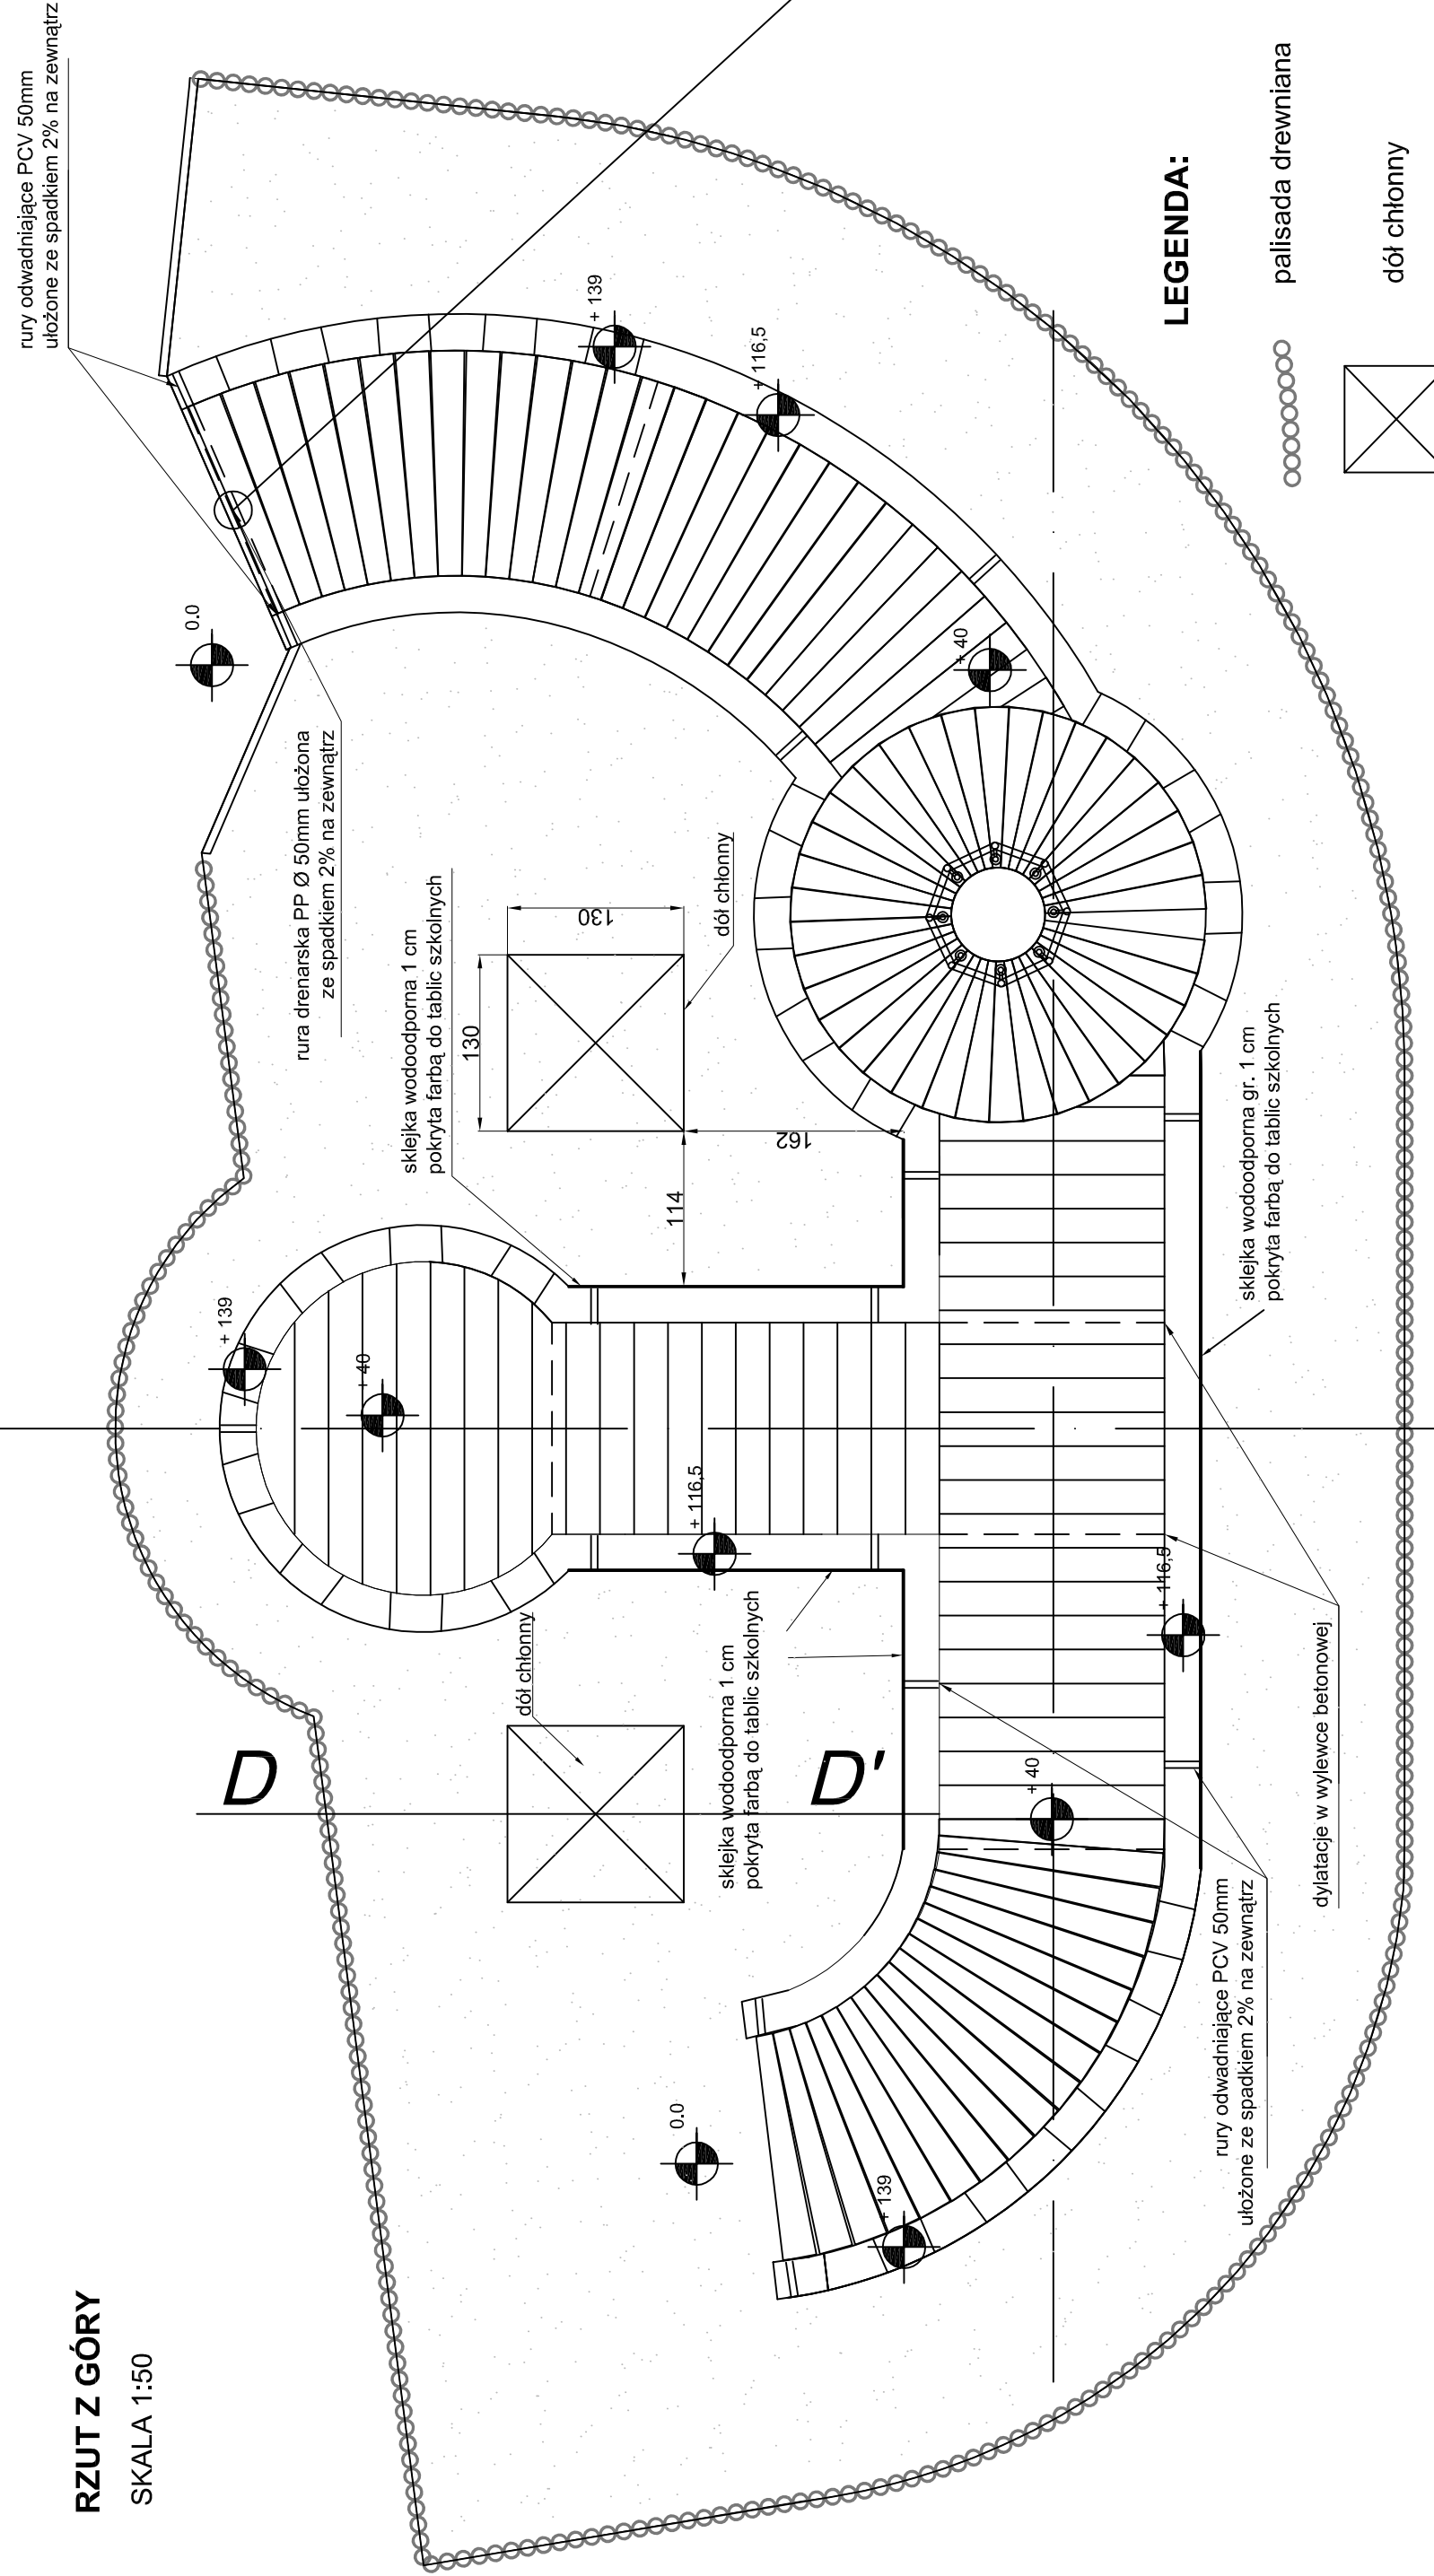 RZUT Z GÓRY
SKALA 1:50
rury odwadniające PCV 50mm
ułożone ze spadkiem 2% na zewnątrz
0.0
rura drenarska PP Ø 50mm ułożona
ze spadkiem 2% na zewnątrz
+ 139
+ 116,5
+ 40
sklejka wodoodporna 1 cm
pokryta farbą do tablic szkolnych
130
130
dół chłonny
162
114
+ 139
+ 40
+ 116,5
dół chłonny
D
D'
sklejka wodoodporna 1 cm
pokryta farbą do tablic szkolnych
sklejka wodoodporna gr. 1 cm
pokryta farbą do tablic szkolnych
+ 116,5
+ 40
dylatacje w wylewce betonowej
rury odwadniające PCV 50mm
ułożone ze spadkiem 2% na zewnątrz
0.0
+ 139
LEGENDA:
palisada drewniana
dół chłonny